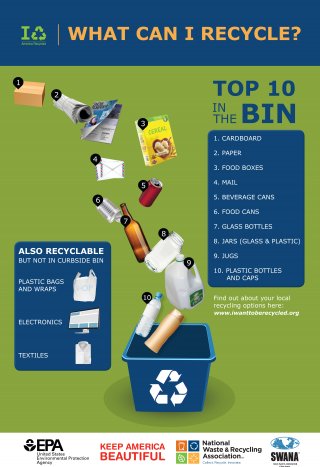 I
America Recycles
WHAT CAN I RECYCLE?
TOP 10
IN THE BIN
1. CARDBOARD
2. PAPER
3. FOOD BOXES
4. MAIL
5. BEVERAGE CANS
6. FOOD CANS
7. GLASS BOTTLES
8. JARS (GLASS & PLASTIC)
9. JUGS
10. PLASTIC BOTTLES
AND CAPS
Find out about your local
recycling options here:
www.iwanttoberecycled.org
1
2
3
CEREAL
4
5
6
7
8
9
10
ALSO RECYCLABLE
BUT NOT IN CURBSIDE BIN
PLASTIC BAGS
AND WRAPS
ELECTRONICS
TEXTILES
EPA
United States
Environmental Protection
Agency
KEEP AMERICA
BEAUTIFUL
National
Waste & Recycling
Association
Collect. Recycle. Innovate.
SWANA